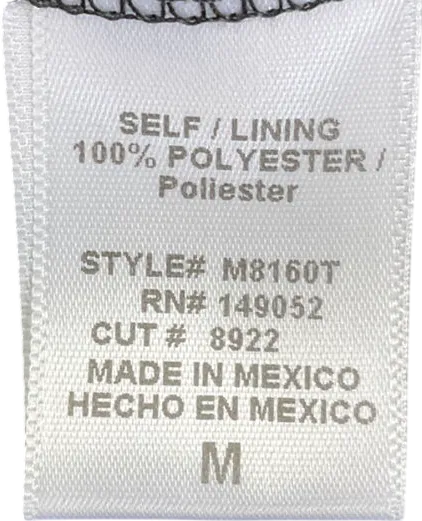 SELF / LINING
100% POLYESTER /
Poliester
STYLE# M8160T
RN# 149052
CUT # 8922
MADE IN MEXICO
HECHO EN MEXICO
M